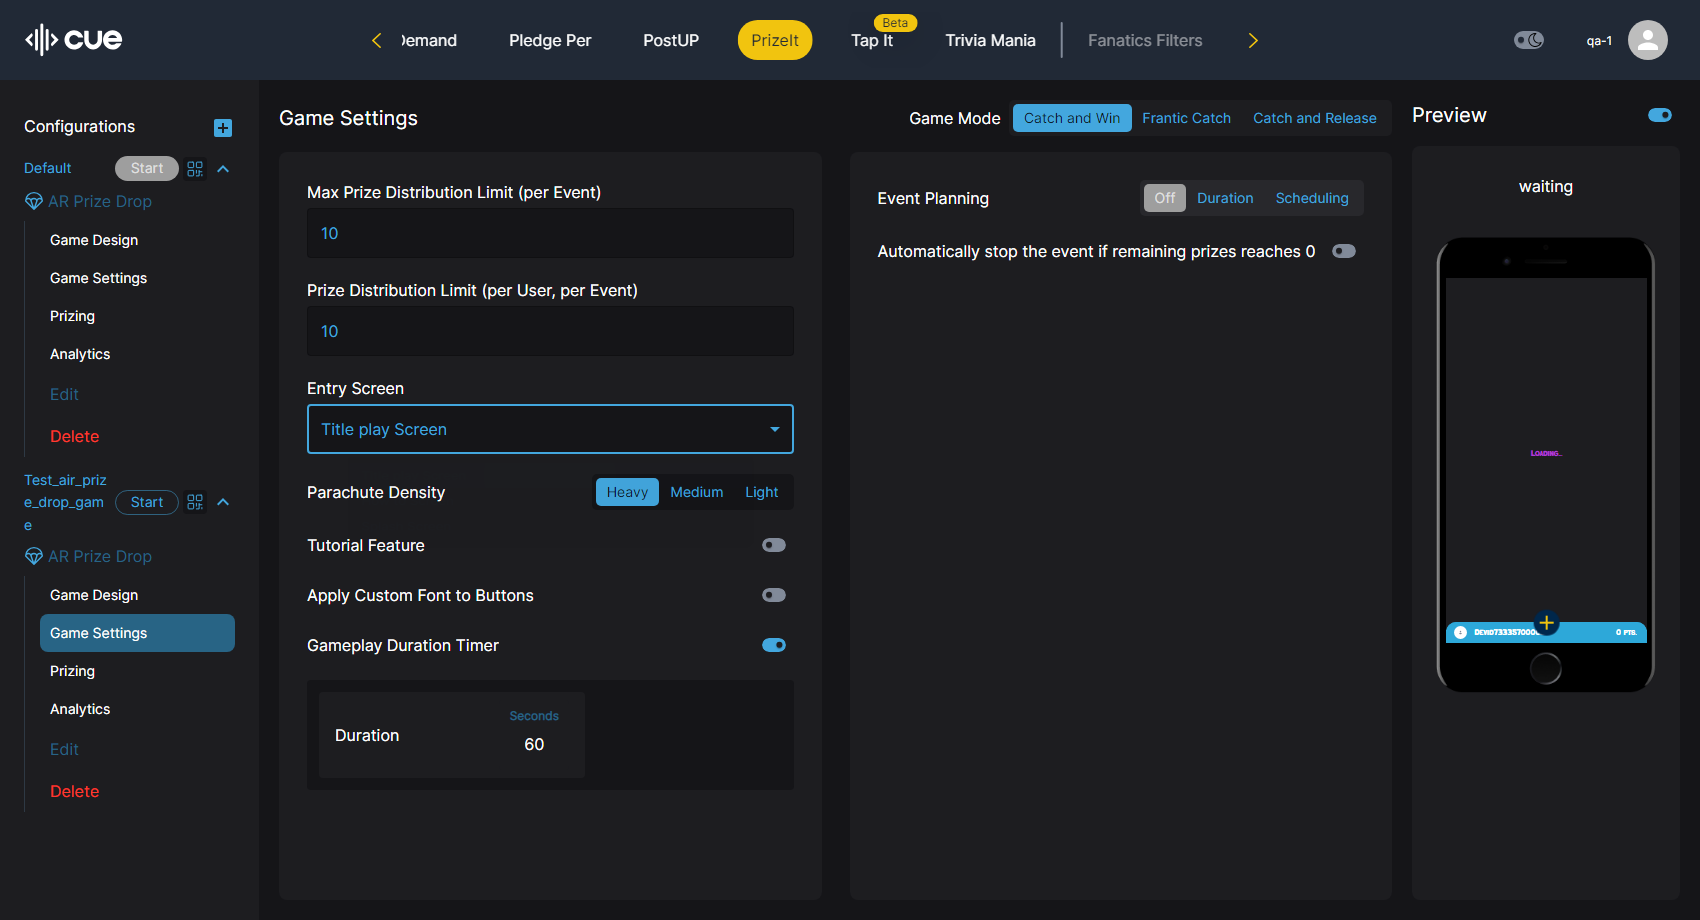 cue
Demand
Pledge Per
PostUP
PrizeIt
Tap It
Beta
Trivia Mania
Fanatics Filters
qa-1
Configurations
Default
Start
AR Prize Drop
Game Design
Game Settings
Prizing
Analytics
Edit
Delete
Test_air_priz
e_drop_gam
e
Start
AR Prize Drop
Game Design
Game Settings
Prizing
Analytics
Edit
Delete
Game Settings
Game Mode
Catch and Win
Frantic Catch
Catch and Release
Max Prize Distribution Limit (per Event)
10
Prize Distribution Limit (per User, per Event)
10
Entry Screen
Title play Screen
Parachute Density
Heavy
Medium
Light
Tutorial Feature
Apply Custom Font to Buttons
Gameplay Duration Timer
Duration
Seconds
60
Event Planning
Off
Duration
Scheduling
Automatically stop the event if remaining prizes reaches 0
Preview
waiting
Loading...
0 pts.